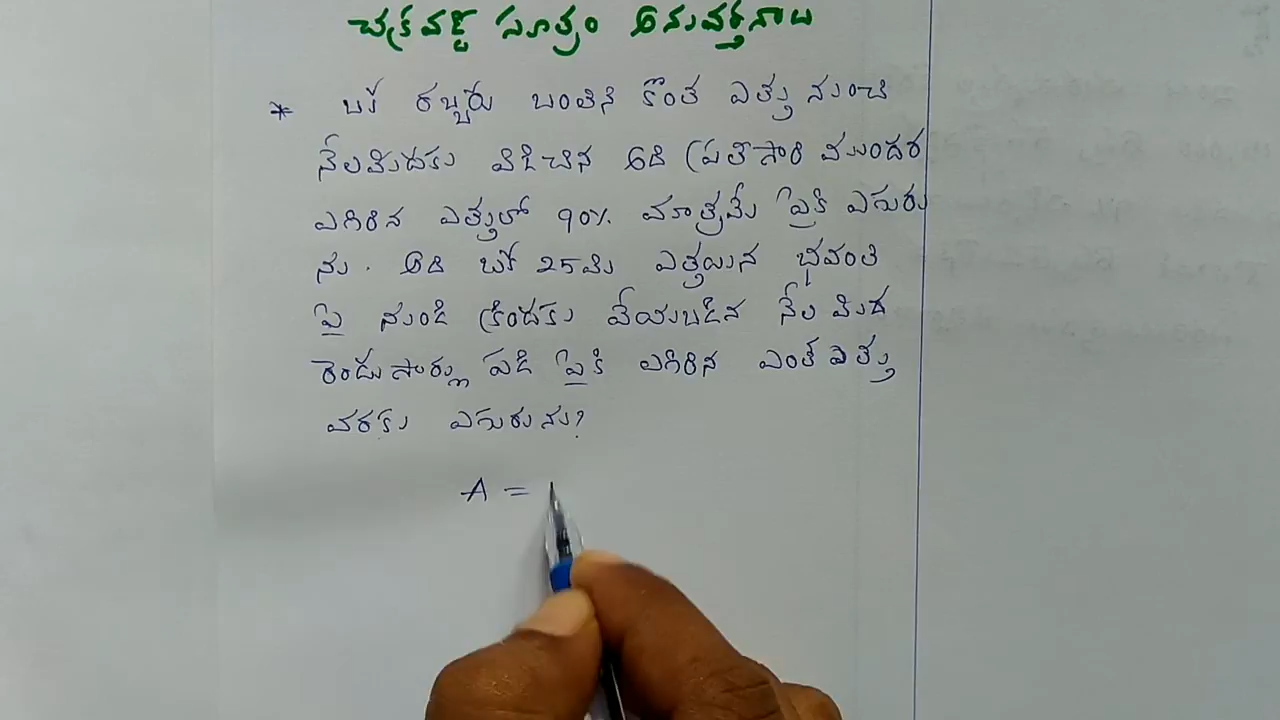 చక్రవడ్డీ సూత్రం అనువర్తనాలు
* ఒక రబ్బరు బంతిని కొంత ఎత్తు నుంచి
నేలమీదకు విడిచిన అది ప్రతిసారి ముందర
ఎగిరిన ఎత్తులో 90% మాత్రమే పైకి ఎగురు
ను. అది ఒక 25మీ ఎత్తయిన భవంతి
పై నుండి క్రిందకు వేయబడిన నేల మీద
రెండుసార్లు పడి పైకి ఎగిరిన ఎంత ఎత్తు
వరకు ఎగురును?
A =